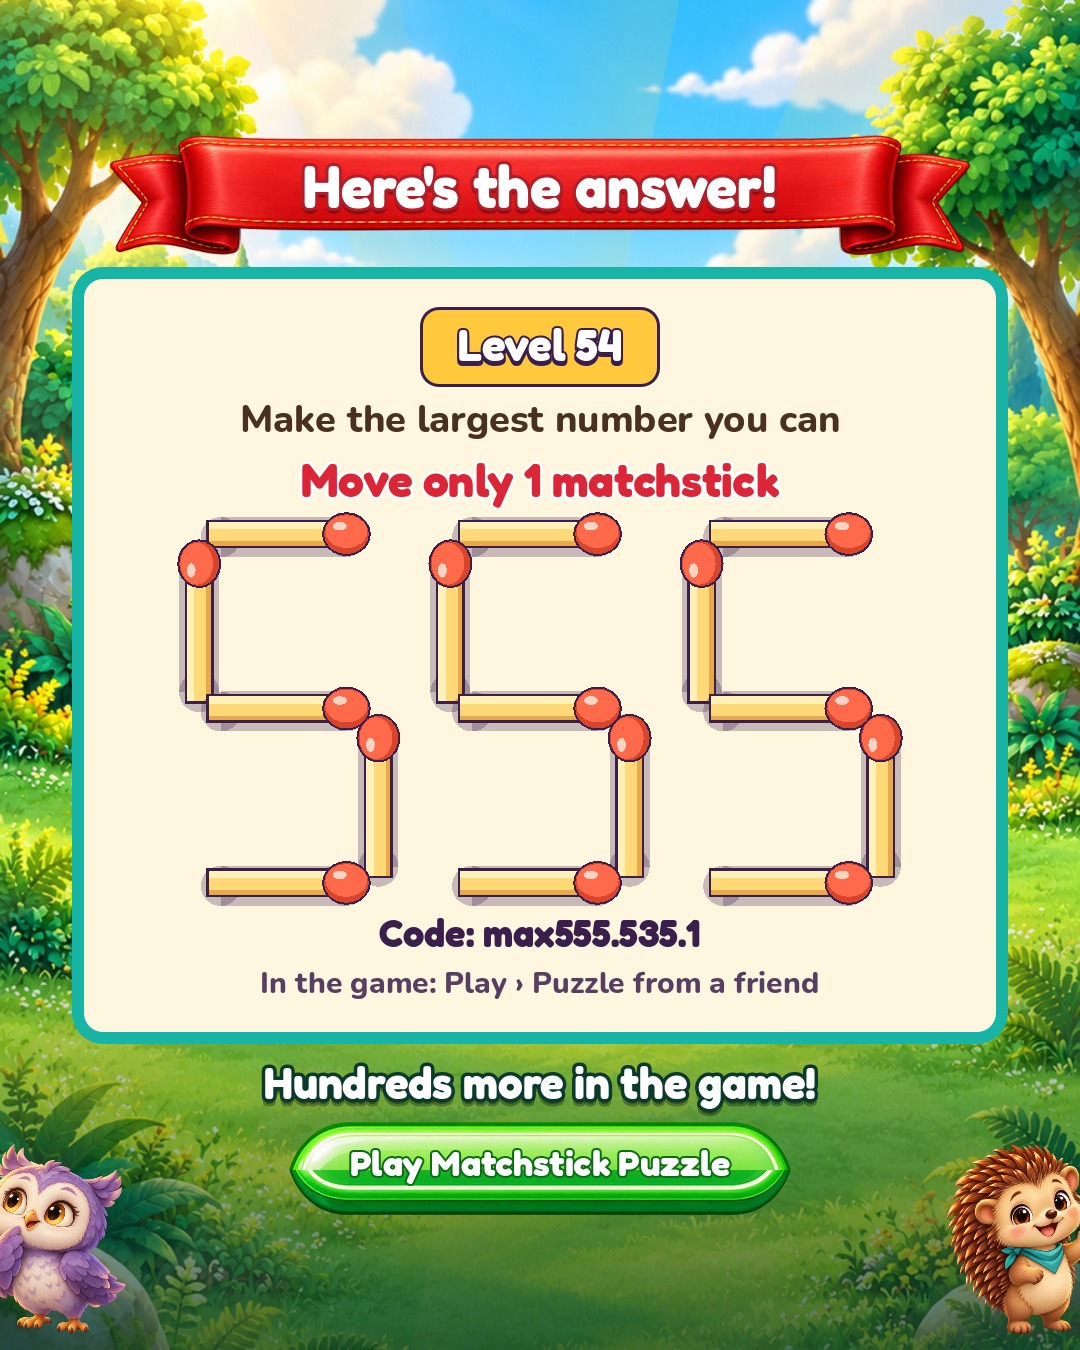 Here's the answer!
Level 54
Make the largest number you can
Move only 1 matchstick
555
Code: max555.535.1
In the game: Play › Puzzle from a friend
Hundreds more in the game!
Play Matchstick Puzzle